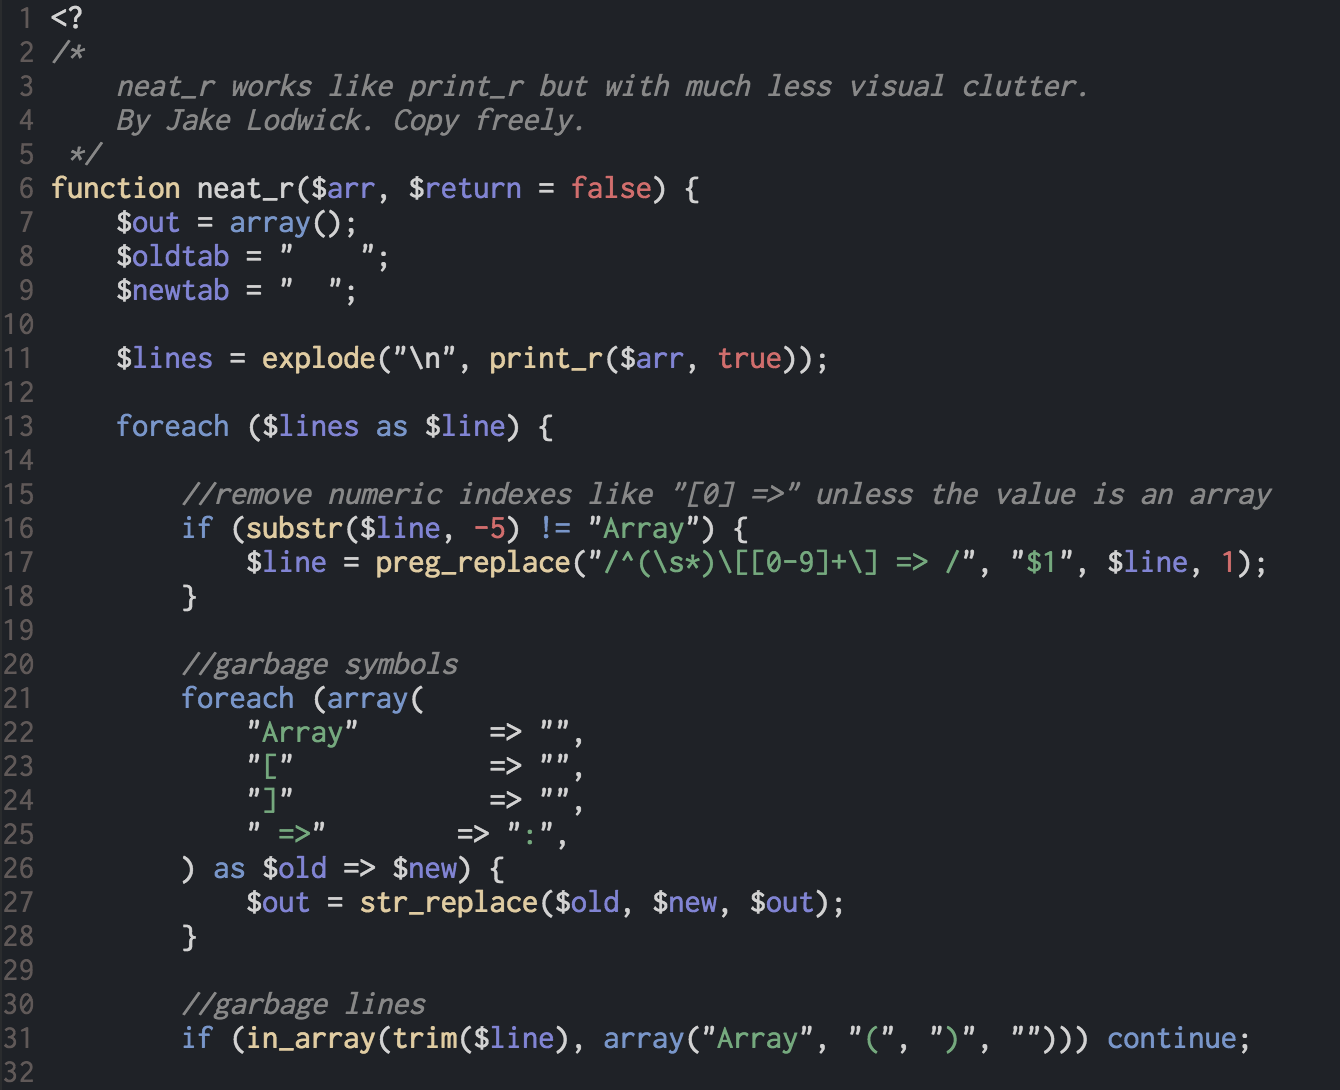 1 <?
2 /*
3     neat_r works like print_r but with much less visual clutter.
4     By Jake Lodwick. Copy freely.
5  */
6 function neat_r($arr, $return = false) {
7     $out = array();
8     $oldtab = "    ";
9     $newtab = "  ";
10
11     $lines = explode("\n", print_r($arr, true));
12
13     foreach ($lines as $line) {
14
15         //remove numeric indexes like "[0] =>" unless the value is an array
16         if (substr($line, -5) != "Array") {
17             $line = preg_replace("/^(\s*)\[[0-9]+\] => /", "$1", $line, 1);
18         }
19
20         //garbage symbols
21         foreach (array(
22             "Array"        => "",
23             "["            => "",
24             "]"            => "",
25             " =>"        => ":",
26         ) as $old => $new) {
27             $out = str_replace($old, $new, $out);
28         }
29
30         //garbage lines
31         if (in_array(trim($line), array("Array", "(", ")", ""))) continue;
32